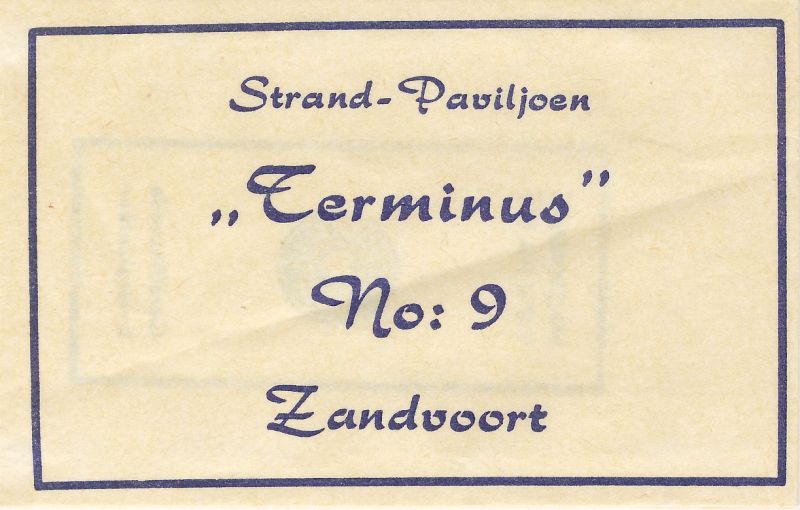 Strand-Paviljoen
„Terminus”
No: 9
Zandvoort